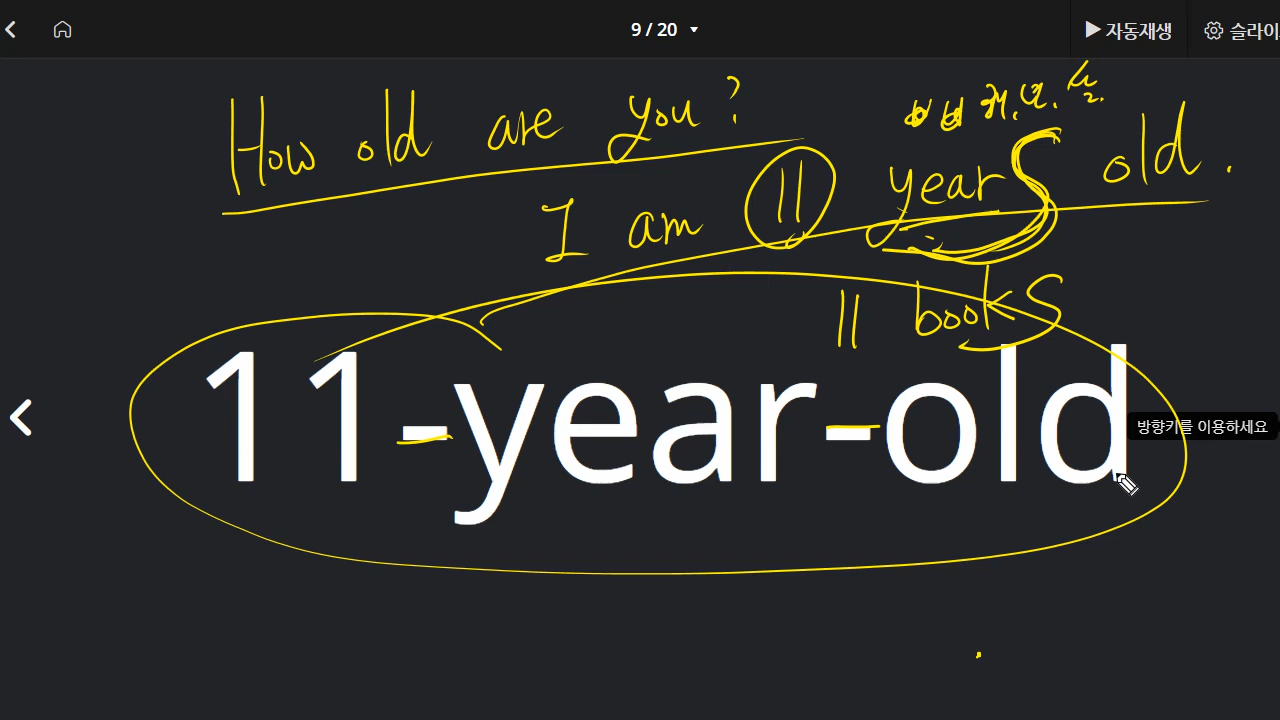 9 / 20
자동재생
슬라이
How old are you?
I am 11 years old.
11 books
11-year-old
방향키를 이용하세요